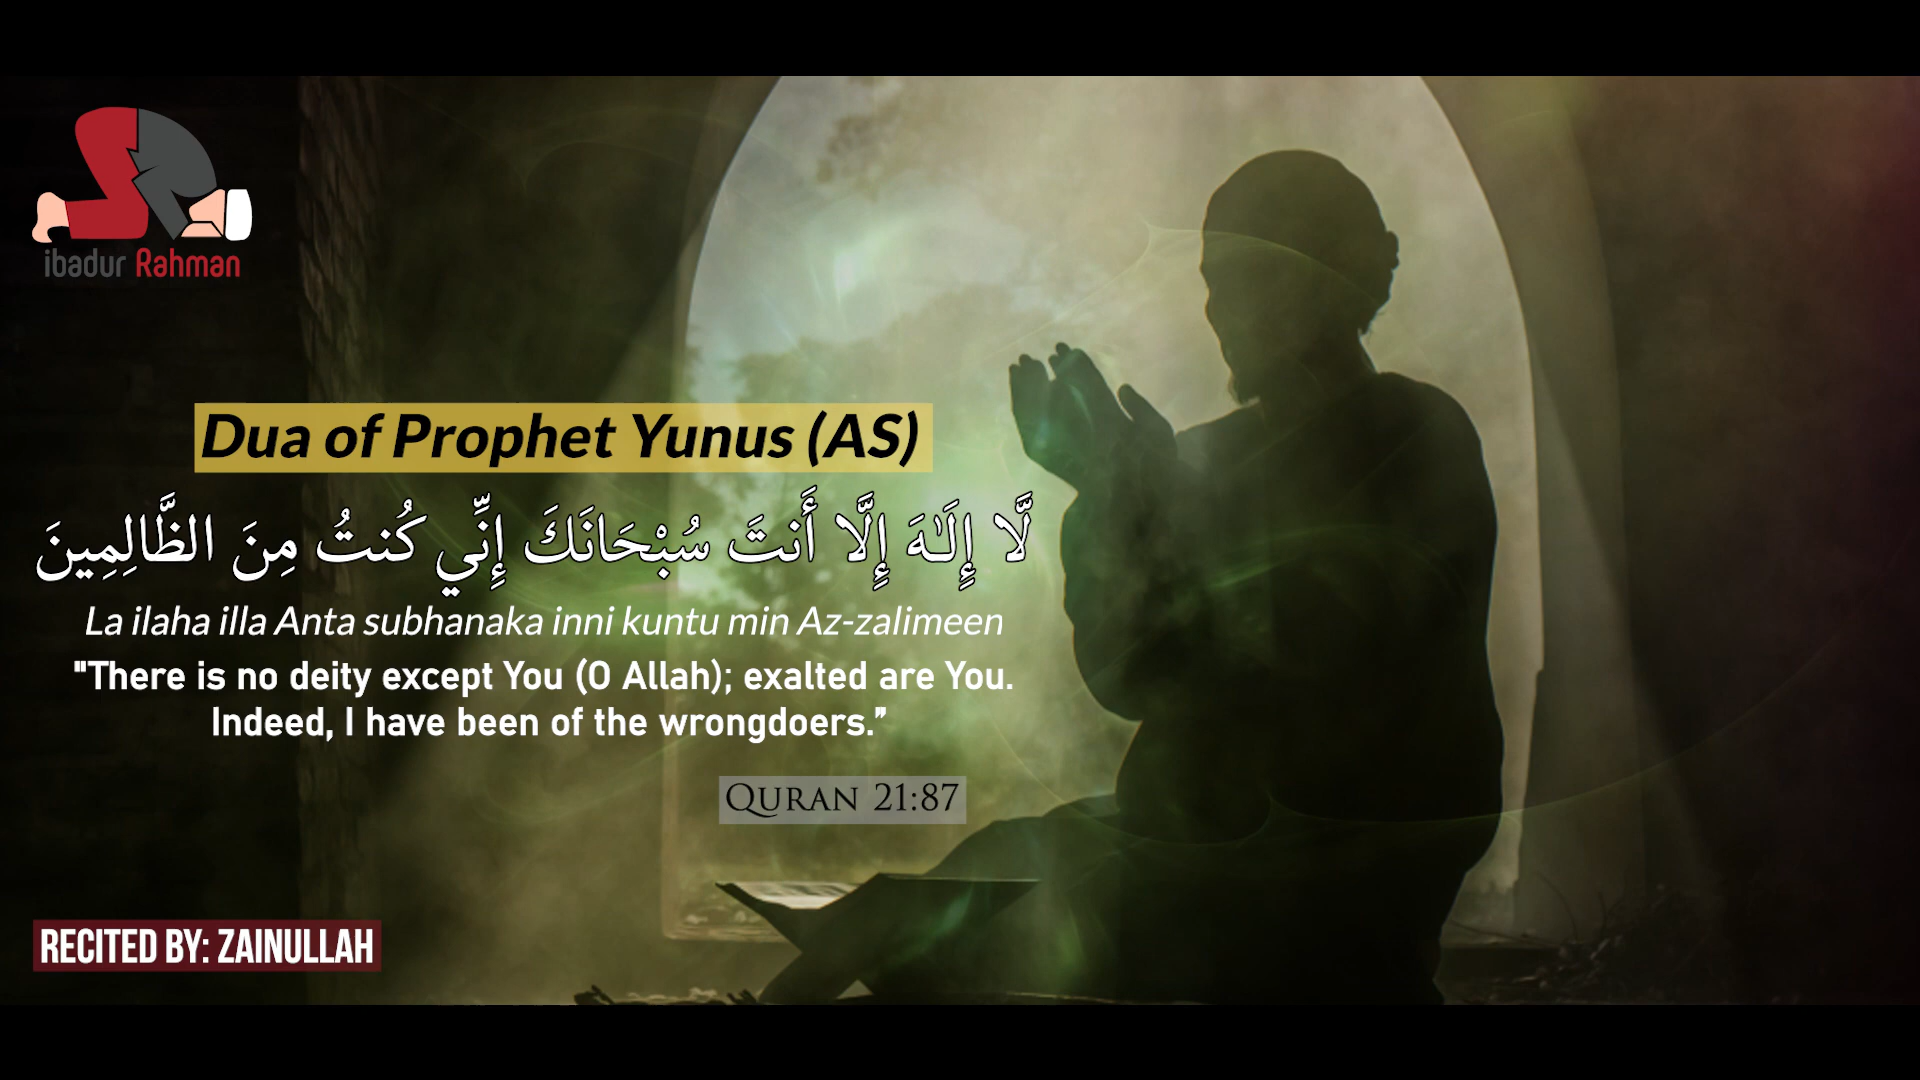 ibadur Rahman
Dua of Prophet Yunus (AS)
لَّا إِلَـٰهَ إِلَّا أَنتَ سُبْحَانَكَ إِنِّي كُنتُ مِنَ الظَّالِمِينَ
La ilaha illa Anta subhanaka inni kuntu min Az-zalimeen
"There is no deity except You (O Allah); exalted are You.
Indeed, I have been of the wrongdoers.”
QURAN 21:87
RECITED BY: ZAINULLAH